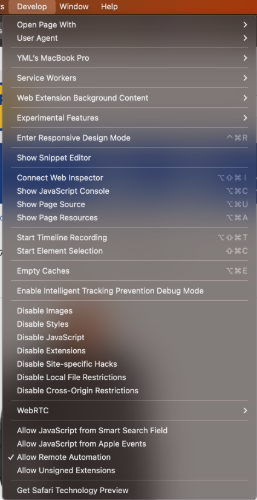 Develop Window Help
Open Page With
User Agent
YML's MacBook Pro
Service Workers
Web Extension Background Content
Experimental Features
Enter Responsive Design Mode ⌃⌘R
Show Snippet Editor
Connect Web Inspector ⌥⇧⌘I
Show JavaScript Console ⌥⌘C
Show Page Source ⌥⌘U
Show Page Resources ⌥⌘A
Start Timeline Recording ⌥⇧⌘T
Start Element Selection ⇧⌘C
Empty Caches ⌥⌘E
Enable Intelligent Tracking Prevention Debug Mode
Disable Images
Disable Styles
Disable JavaScript
Disable Extensions
Disable Site-specific Hacks
Disable Local File Restrictions
Disable Cross-Origin Restrictions
WebRTC
Allow JavaScript from Smart Search Field
Allow JavaScript from Apple Events
✓ Allow Remote Automation
Allow Unsigned Extensions
Get Safari Technology Preview